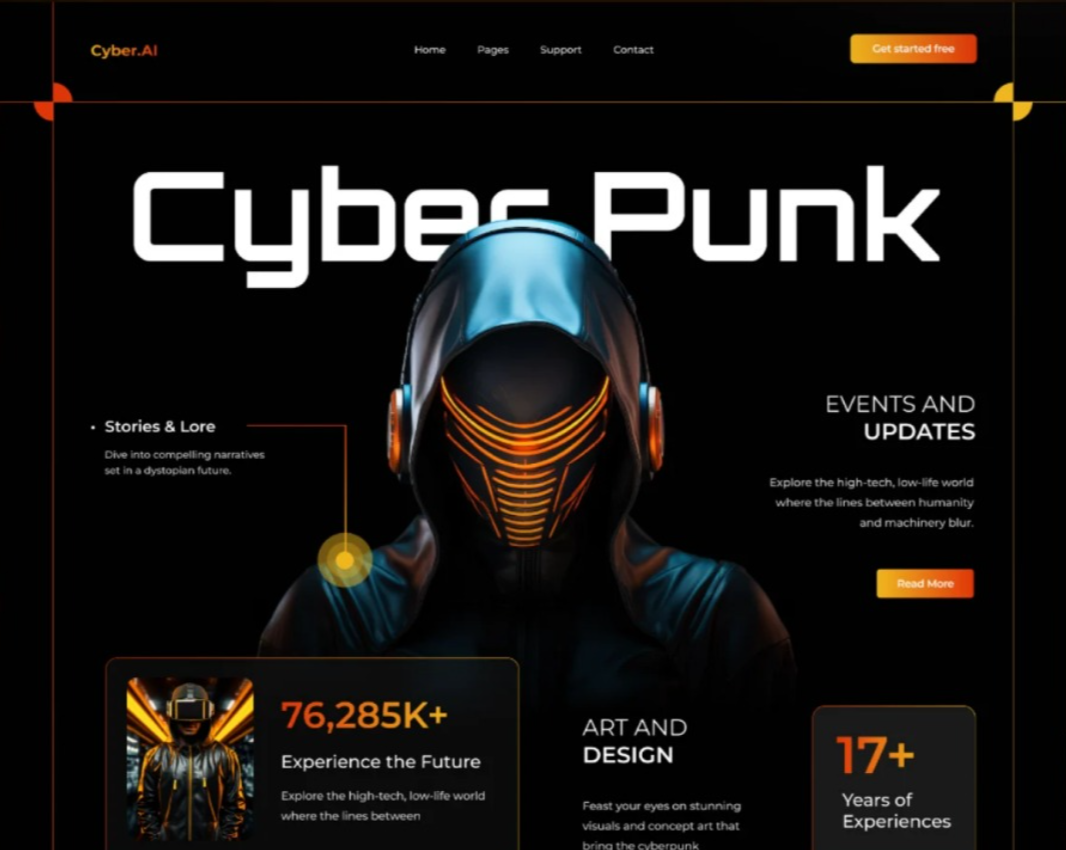 Cyber.AI
Home Pages Support Contact
Get started free
Cyber Punk
Stories & Lore
Dive into compelling narratives
set in a dystopian future.
EVENTS AND
UPDATES
Explore the high-tech, low-life world
where the lines between humanity
and machinery blur.
Read More
76,285K+
Experience the Future
Explore the high-tech, low-life world
where the lines between
ART AND
DESIGN
Feast your eyes on stunning
visuals and concept art that
bring the cyberpunk
17+
Years of
Experiences